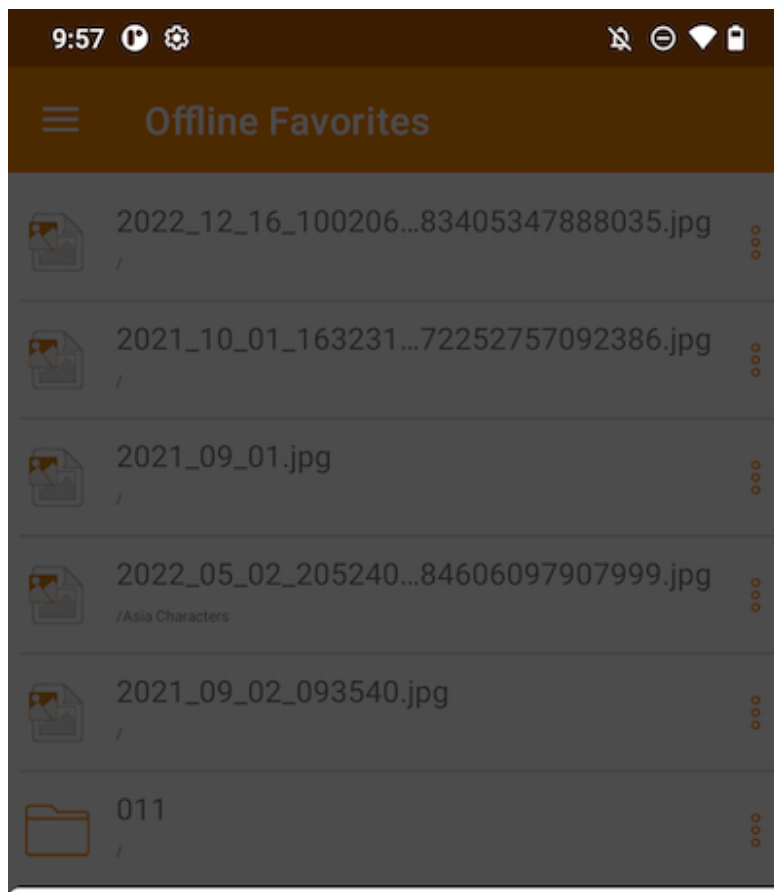 9:57
Offline Favorites
2022_12_16_100206…83405347888035.jpg
/
2021_10_01_163231…72252757092386.jpg
/
2021_09_01.jpg
/
2022_05_02_205240…84606097907999.jpg
/Asia Characters
2021_09_02_093540.jpg
/
011
/